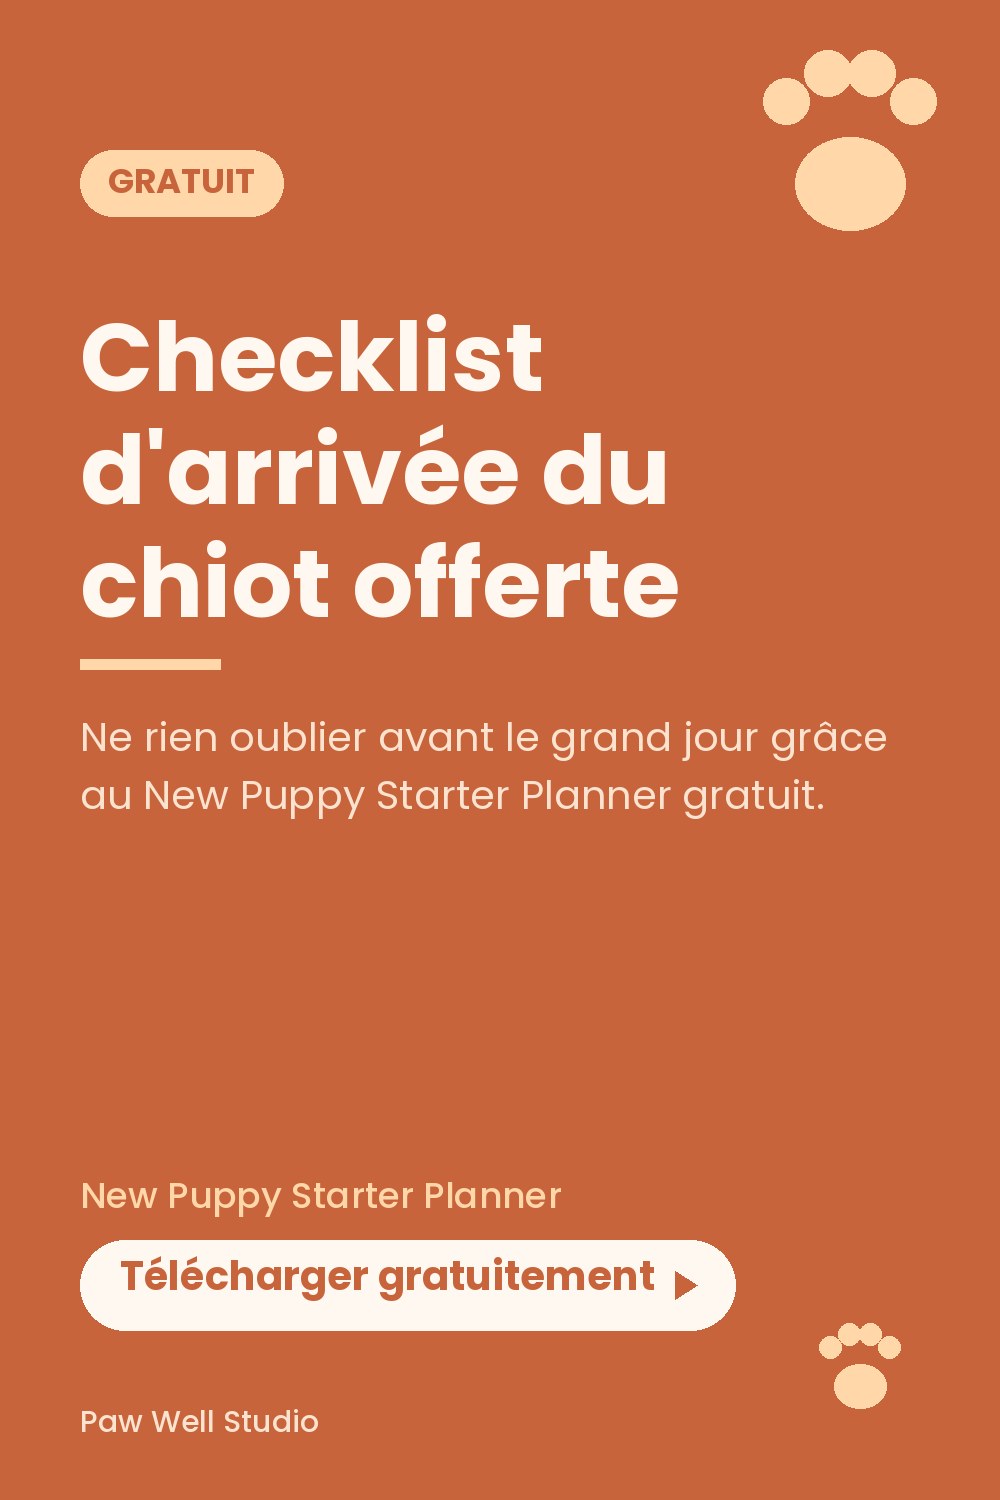 GRATUIT
Checklist
d'arrivée du
chiot offerte
Ne rien oublier avant le grand jour grâce
au New Puppy Starter Planner gratuit.
New Puppy Starter Planner
Télécharger gratuitement
Paw Well Studio